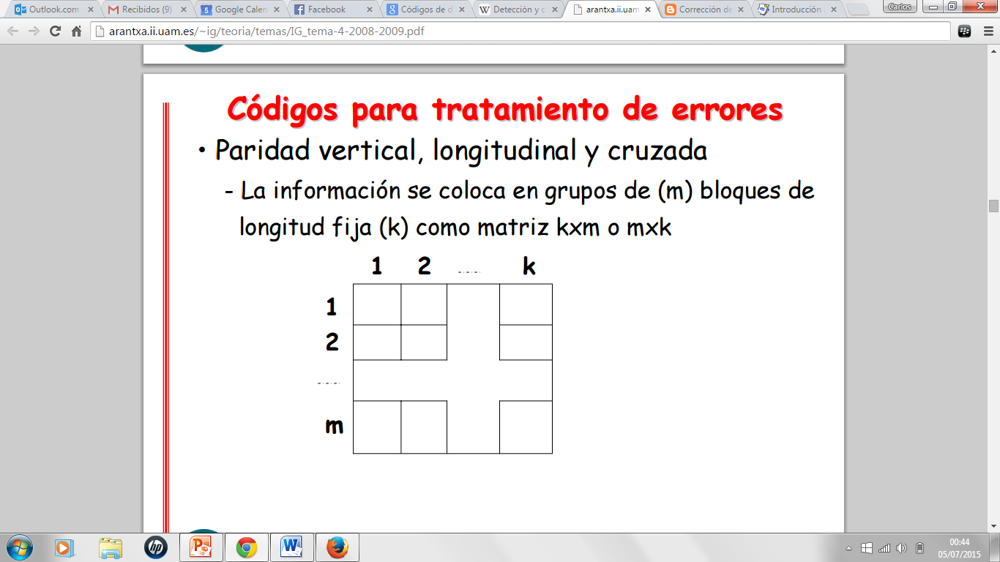 Outlook.com
Recibidos (9)
Google Calen
Facebook
Códigos de d
Detección y c
arantxa.ii.uam
Corrección de
Introducción
Carlos
arantxa.ii.uam.es/~ig/teoria/temas/IG_tema-4-2008-2009.pdf
Códigos para tratamiento de errores
• Paridad vertical, longitudinal y cruzada
- La información se coloca en grupos de (m) bloques de
longitud fija (k) como matriz kxm o mxk
1 2 k
1
2
m
00:44
05/07/2015